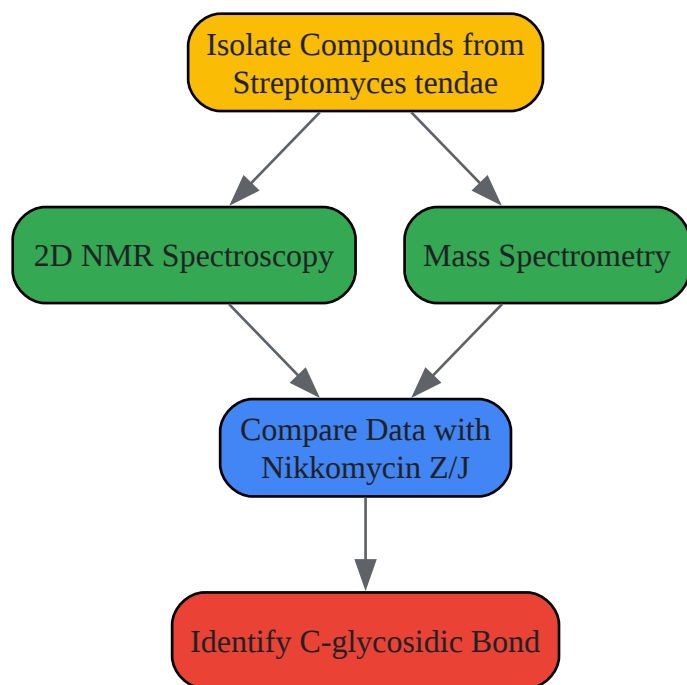 Isolate Compounds from
Streptomyces tendae
2D NMR Spectroscopy
Mass Spectrometry
Compare Data with
Nikkomycin Z/J
Identify C-glycosidic Bond